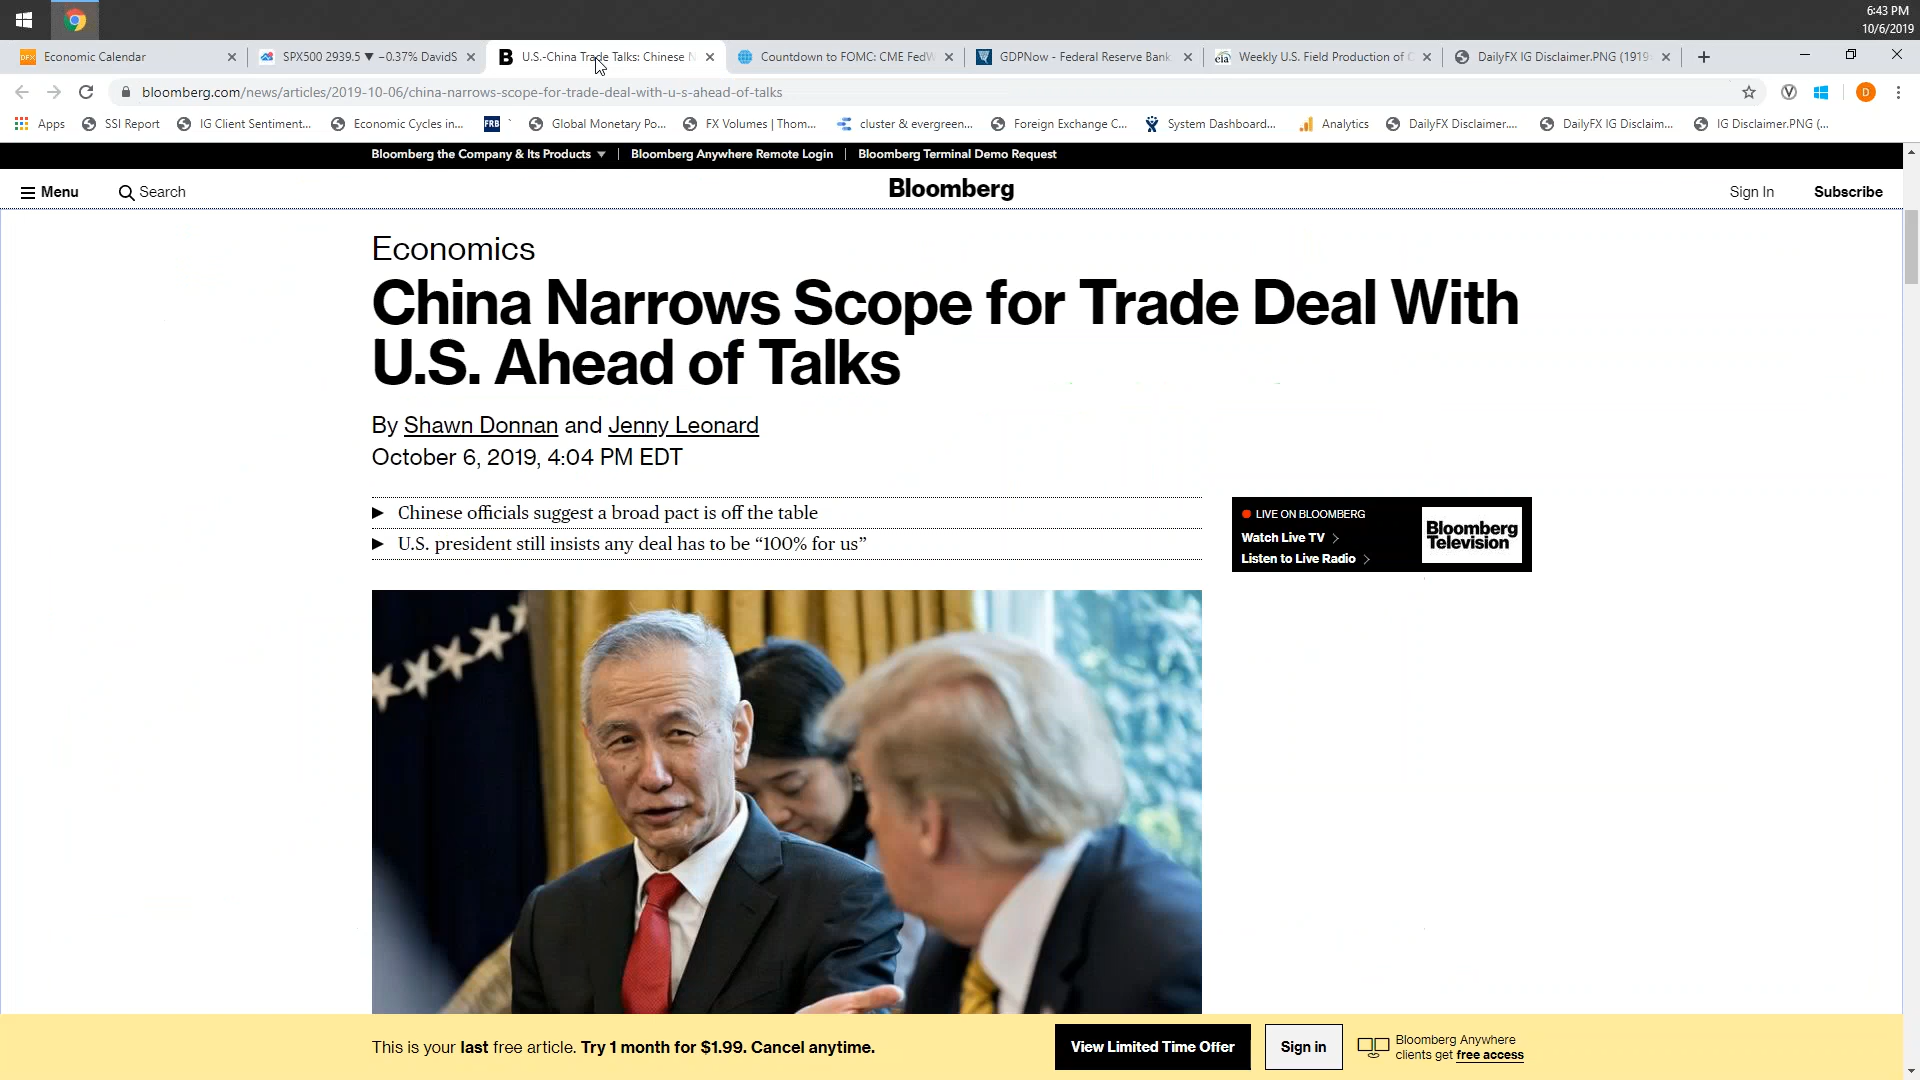 6:43 PM
10/6/2019
DFX Economic Calendar
SPX500 2939.5 ▼ −0.37% DavidS
B U.S.-China Trade Talks: Chinese
Countdown to FOMC: CME FedW
GDPNow - Federal Reserve Bank
eia Weekly U.S. Field Production of
DailyFX IG Disclaimer.PNG (1919
bloomberg.com/news/articles/2019-10-06/china-narrows-scope-for-trade-deal-with-u-s-ahead-of-talks
D
Apps
SSI Report
IG Client Sentiment...
Economic Cycles in...
FRB
Global Monetary Po...
FX Volumes | Thom...
cluster & evergreen...
Foreign Exchange C...
System Dashboard...
Analytics
DailyFX Disclaimer....
DailyFX IG Disclaim...
IG Disclaimer.PNG (...
Bloomberg the Company & Its Products ▼ | Bloomberg Anywhere Remote Login | Bloomberg Terminal Demo Request
Menu
Search
Bloomberg
Sign In
Subscribe
Economics
China Narrows Scope for Trade Deal With
U.S. Ahead of Talks
By Shawn Donnan and Jenny Leonard
October 6, 2019, 4:04 PM EDT
▶ Chinese officials suggest a broad pact is off the table
▶ U.S. president still insists any deal has to be “100% for us”
LIVE ON BLOOMBERG
Watch Live TV >
Listen to Live Radio >
Bloomberg
Television
This is your last free article. Try 1 month for $1.99. Cancel anytime.
View Limited Time Offer
Sign in
Bloomberg Anywhere
clients get free access